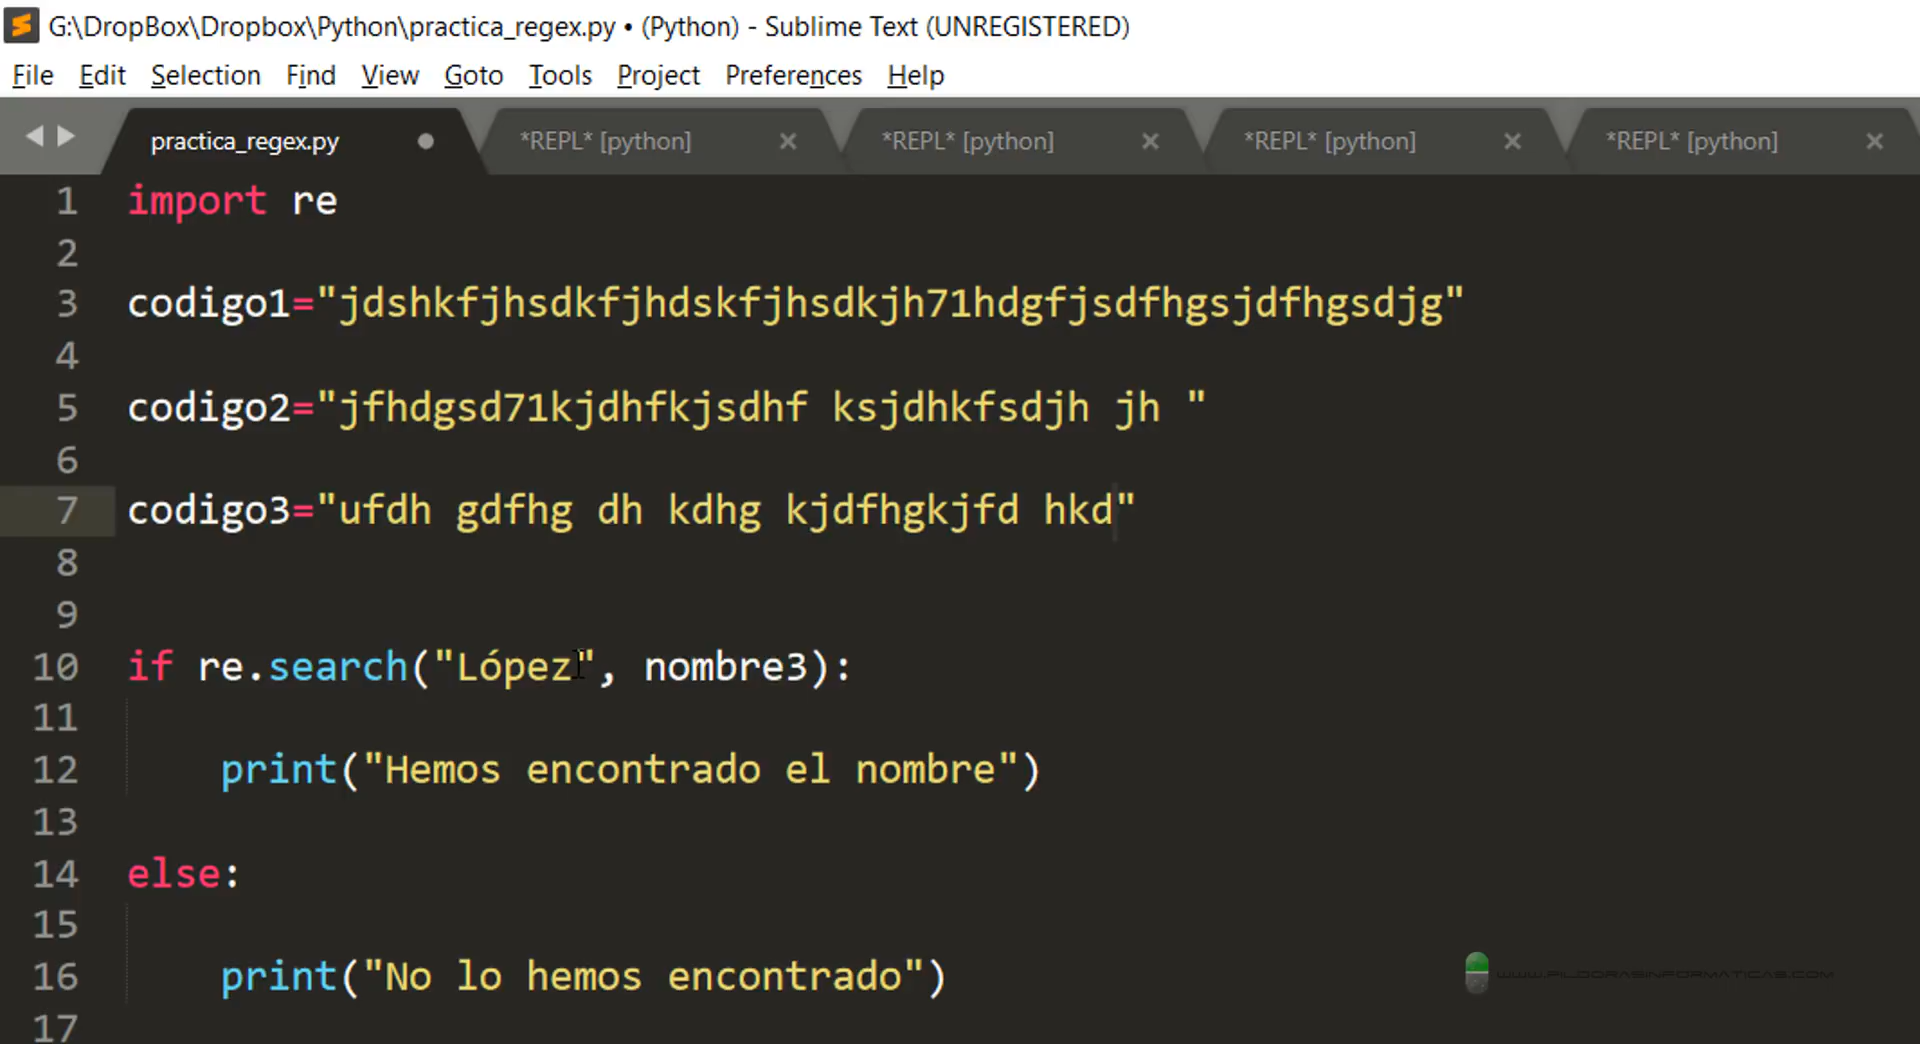 G:\DropBox\Dropbox\Python\practica_regex.py • (Python) - Sublime Text (UNREGISTERED)
File Edit Selection Find View Goto Tools Project Preferences Help
practica_regex.py *REPL* [python] *REPL* [python] *REPL* [python] *REPL* [python]
1 import re
2
3 codigo1="jdshkfjhsdkfjhdskfjhsdkjh71hdgfjsdfhgsjdfhgsdjg"
4
5 codigo2="jfhdgsd71kjdhfkjsdhf ksjdhkfsdjh jh "
6
7 codigo3="ufdh gdfhg dh kdhg kjdfhgkjfd hkd"
8
9
10 if re.search("López", nombre3):
11
12 print("Hemos encontrado el nombre")
13
14 else:
15
16 print("No lo hemos encontrado")
WWW.PILDORASINFORMATICAS.COM
17